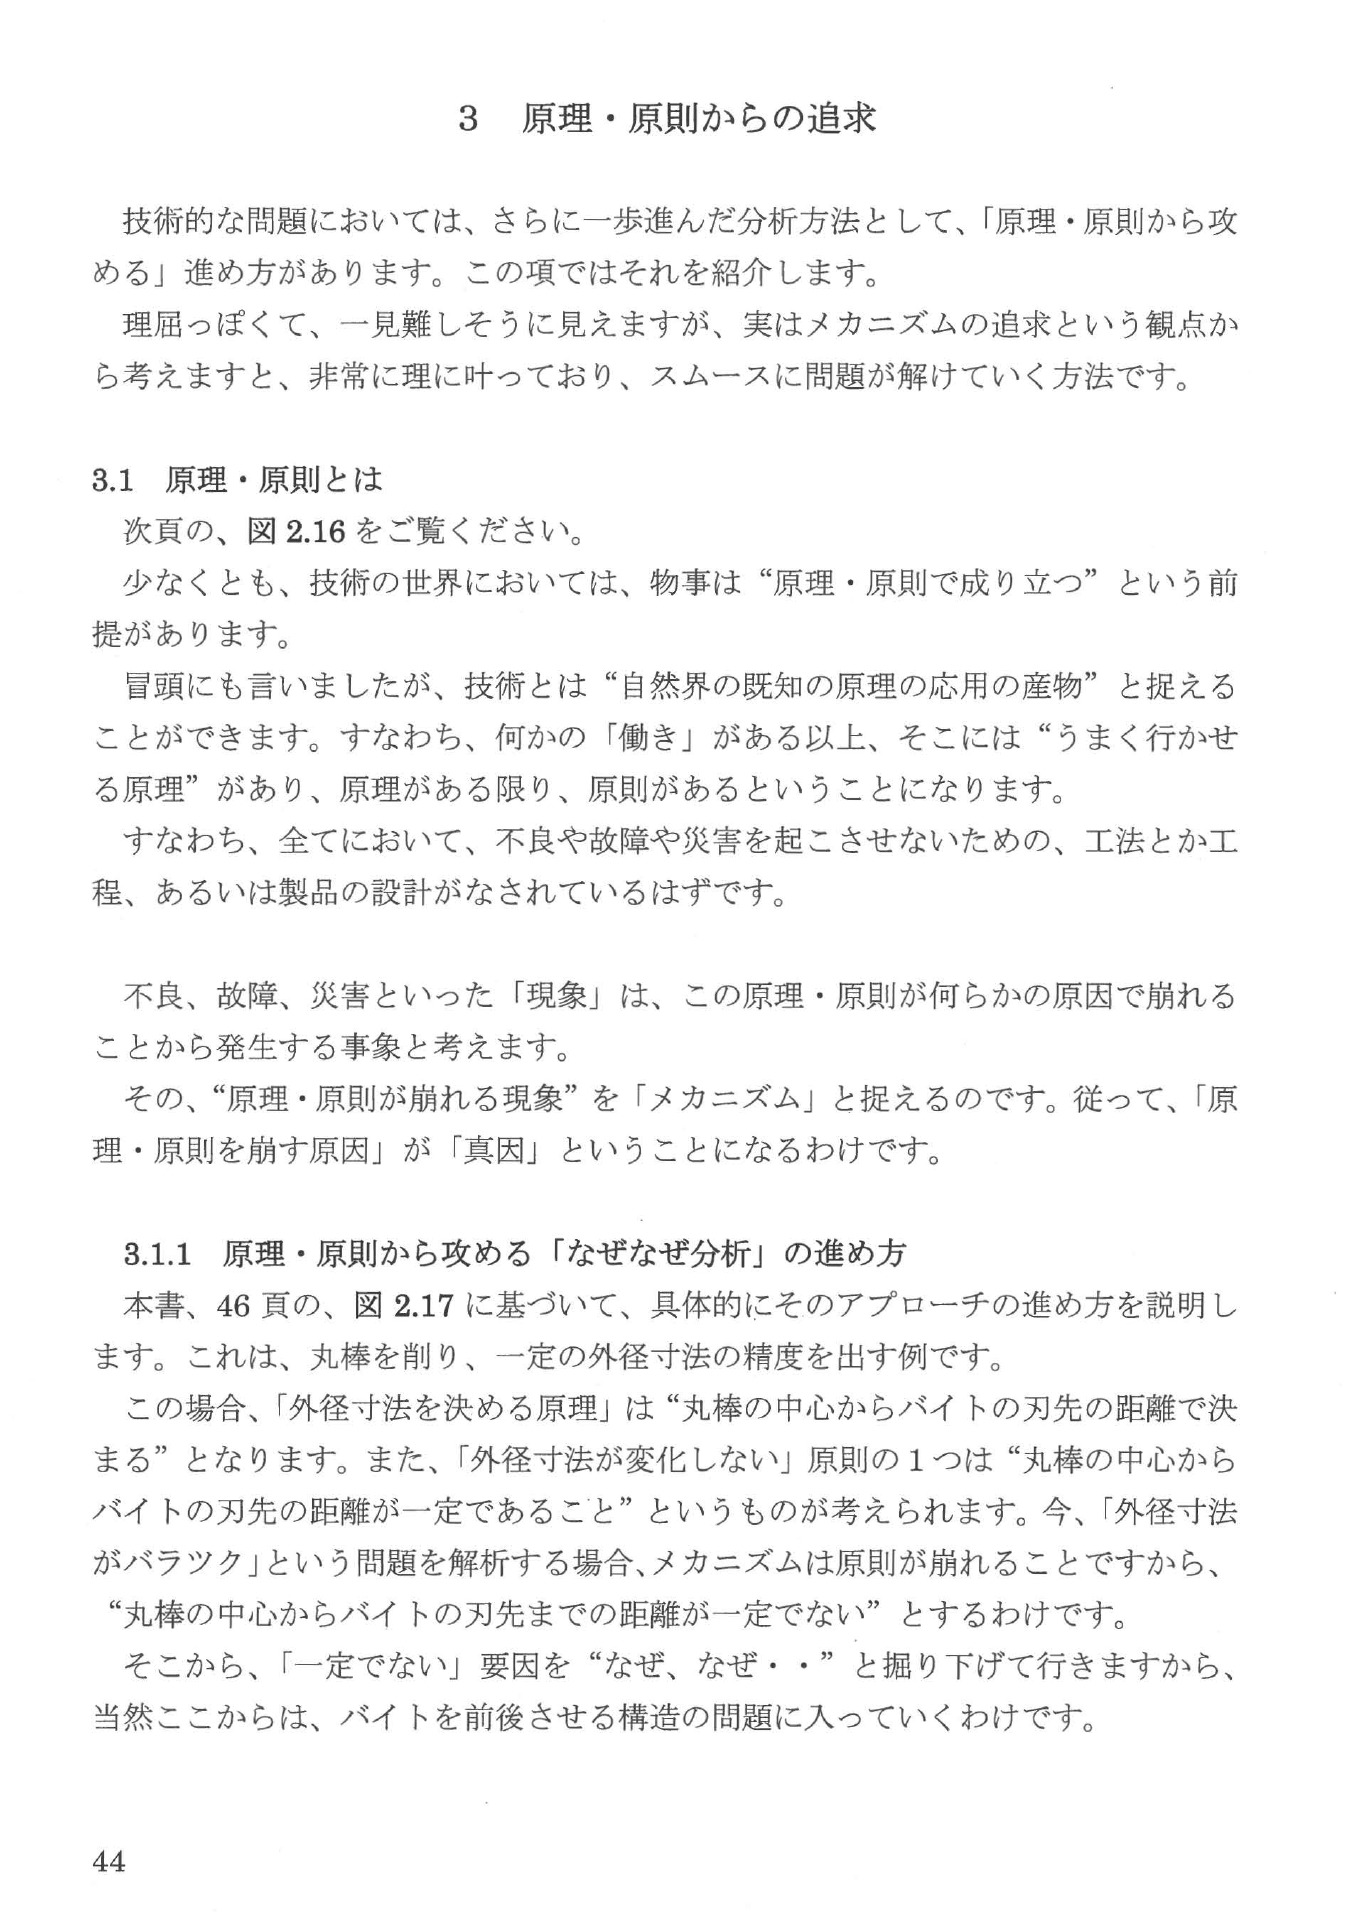 3　原理・原則からの追求
技術的な問題においては、さらに一歩進んだ分析方法として、「原理・原則から攻
める」進め方があります。この項ではそれを紹介します。
理屈っぽくて、一見難しそうに見えますが、実はメカニズムの追求という観点か
ら考えますと、非常に理に叶っており、スムースに問題が解けていく方法です。
3.1　原理・原則とは
次頁の、図 2.16 をご覧ください。
少なくとも、技術の世界においては、物事は “原理・原則で成り立つ” という前
提があります。
冒頭にも言いましたが、技術とは “自然界の既知の原理の応用の産物” と捉える
ことができます。すなわち、何かの「働き」がある以上、そこには “うまく行かせ
る原理” があり、原理がある限り、原則があるということになります。
すなわち、全てにおいて、不良や故障や災害を起こさせないための、工法とか工
程、あるいは製品の設計がなされているはずです。
不良、故障、災害といった「現象」は、この原理・原則が何らかの原因で崩れる
ことから発生する事象と考えます。
その、“原理・原則が崩れる現象” を「メカニズム」と捉えるのです。従って、「原
理・原則を崩す原因」が「真因」ということになるわけです。
3.1.1　原理・原則から攻める「なぜなぜ分析」の進め方
本書、46 頁の、図 2.17 に基づいて、具体的にそのアプローチの進め方を説明し
ます。これは、丸棒を削り、一定の外径寸法の精度を出す例です。
この場合、「外径寸法を決める原理」は “丸棒の中心からバイトの刃先の距離で決
まる” となります。また、「外径寸法が変化しない」原則の 1 つは “丸棒の中心から
バイトの刃先の距離が一定であること” というものが考えられます。今、「外径寸法
がバラツク」という問題を解析する場合、メカニズムは原則が崩れることですから、
“丸棒の中心からバイトの刃先までの距離が一定でない” とするわけです。
そこから、「一定でない」要因を “なぜ、なぜ・・” と掘り下げて行きますから、
当然ここからは、バイトを前後させる構造の問題に入っていくわけです。
44